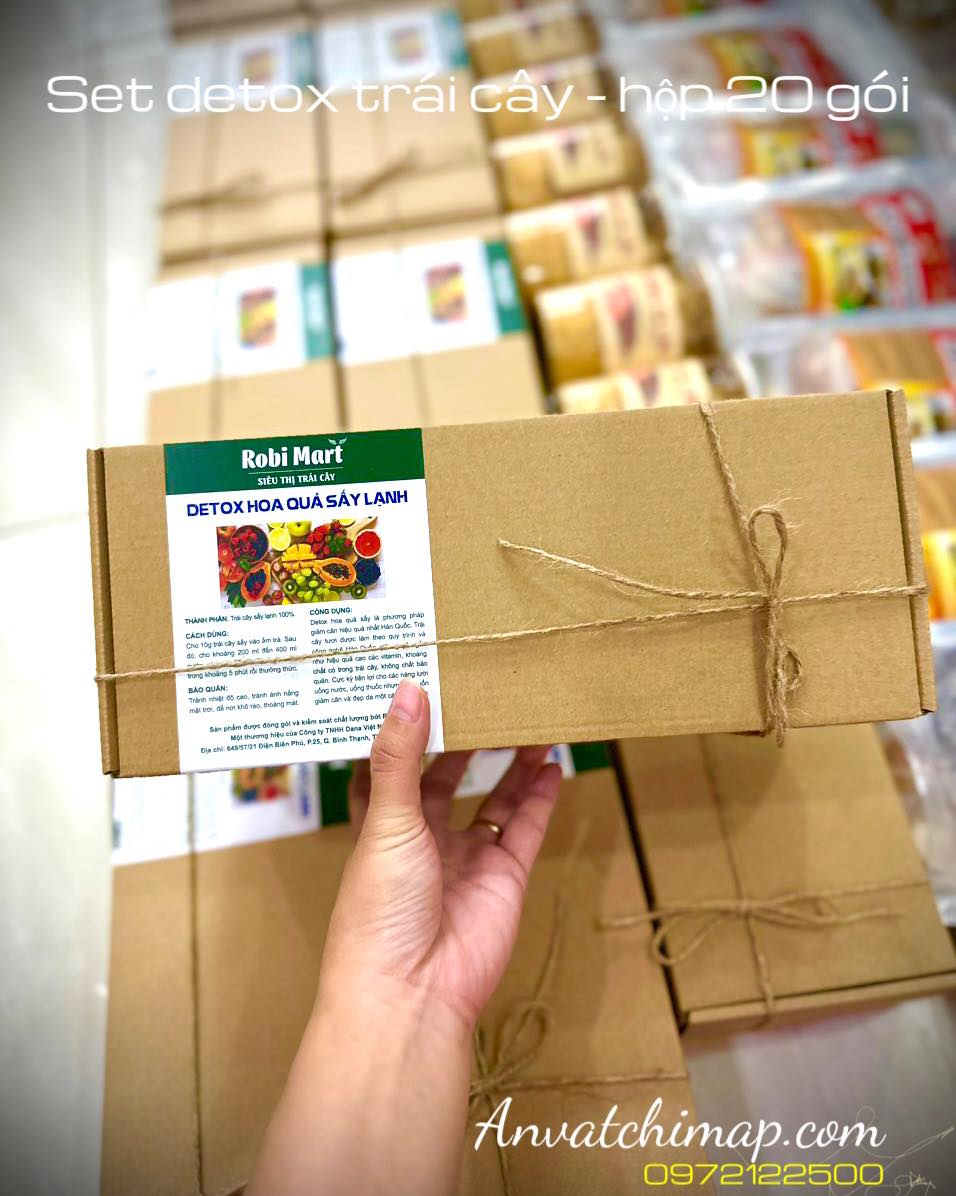 Set detox trái cây - hộp 20 gói
Robi Mart
SIÊU THỊ TRÁI CÂY
DETOX HOA QUẢ SẤY LẠNH
THÀNH PHẦN: Trái cây sấy lạnh 100%
CÁCH DÙNG:
Cho 10g trái cây sấy vào ấm trà. Sau
đó, cho khoảng 200 ml đến 400 ml
trong khoảng 5 phút rồi thưởng thức.
BẢO QUẢN:
Tránh nhiệt độ cao, tránh ánh nắng
mặt trời, để nơi khô ráo, thoáng mát.
CÔNG DỤNG:
Detox hoa quả sấy là phương pháp
giảm cân hiệu quả nhất Hàn Quốc. Trái
cây tươi được làm theo quy trình và
như hiệu quả cao các vitamin, khoáng
chất có trong trái cây, không chất bảo
quản. Cực kỳ tiện lợi cho các nàng lười
uống nước, uống thuốc nhưng
giảm cân và đẹp da một
Sản phẩm được đóng gói và kiểm soát chất lượng bởi
Một thương hiệu của Công ty TNHH Dana Việt
Địa chỉ: 649/57/21 Điện Biên Phủ, P.25, Q. Bình Thạnh,
Anvatchimap.com
0972122500